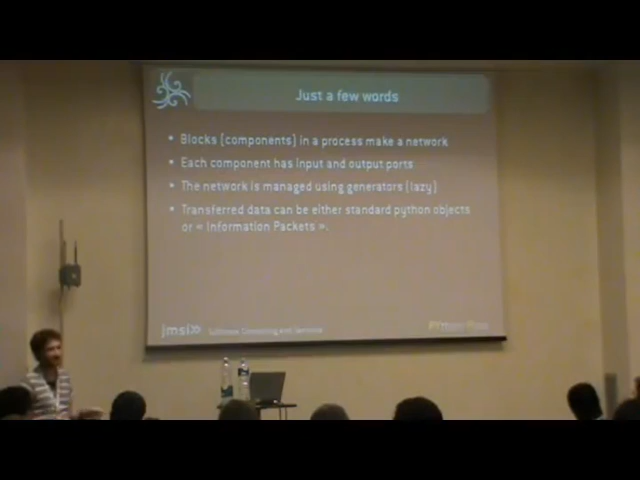 Just a few words
• Blocks (components) in a process make a network
• Each component has input and output ports
• The network is managed using generators (lazy)
• Transferred data can be either standard python objects
or « Information Packets ».
jmsi